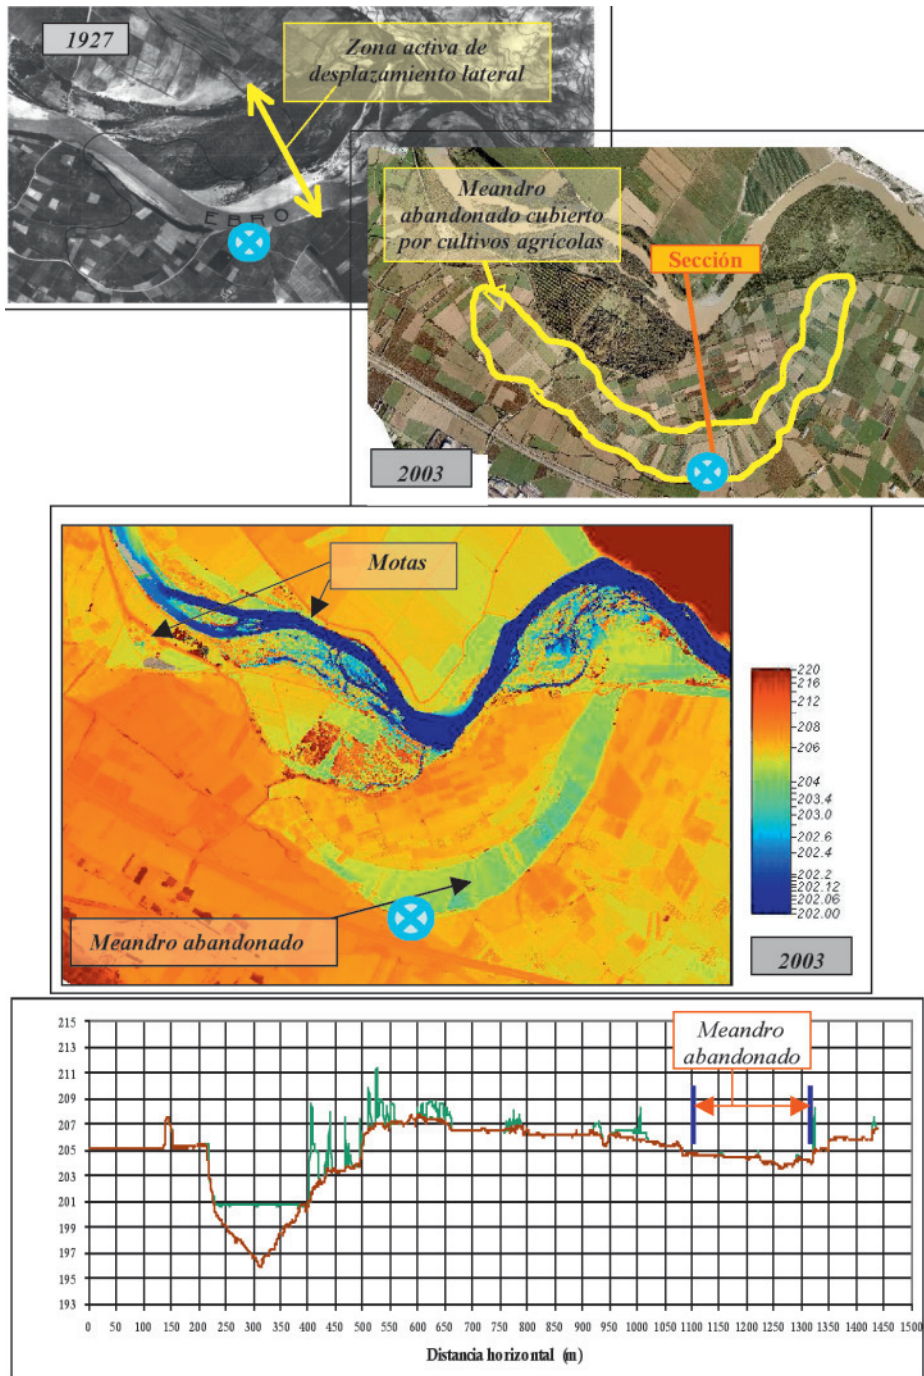 1927
Zona activa de
desplazamiento lateral
EBRO
Meandro
abandonado cubierto
por cultivos agrícolas
Sección
2003
Motas
Meandro abandonado
220
216
212
208
206
204
203.4
203.0
202.6
202.4
202.2
202.12
202.06
202.00
2003
Meandro
abandonado
215
213
211
209
207
205
203
201
199
197
195
193
0 50 100 150 200 250 300 350 400 450 500 550 600 650 700 750 800 850 900 950 1000 1050 1100 1150 1200 1250 1300 1350 1400 1450 1500
Distancia horizontal (m)